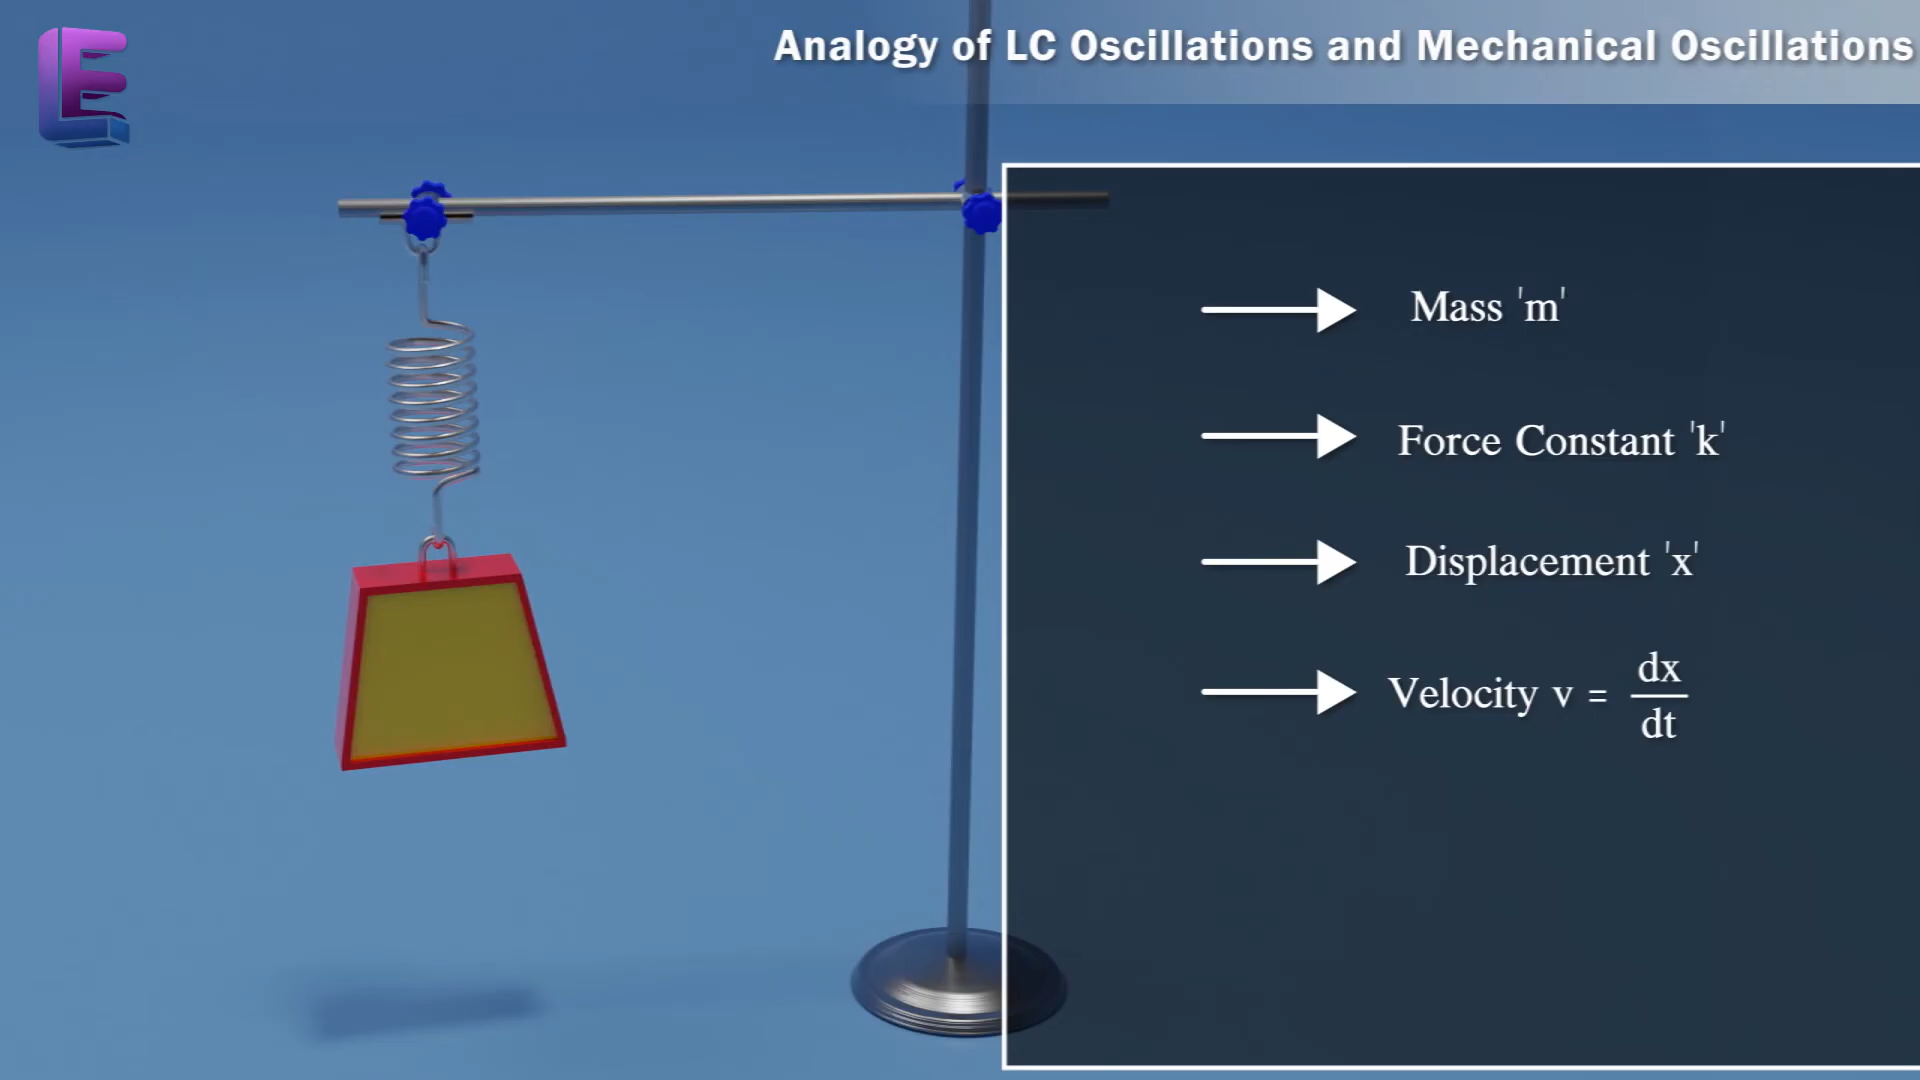 Analogy of LC Oscillations and Mechanical Oscillations
Mass 'm'
Force Constant 'k'
Displacement 'x'
Velocity v = dx/dt